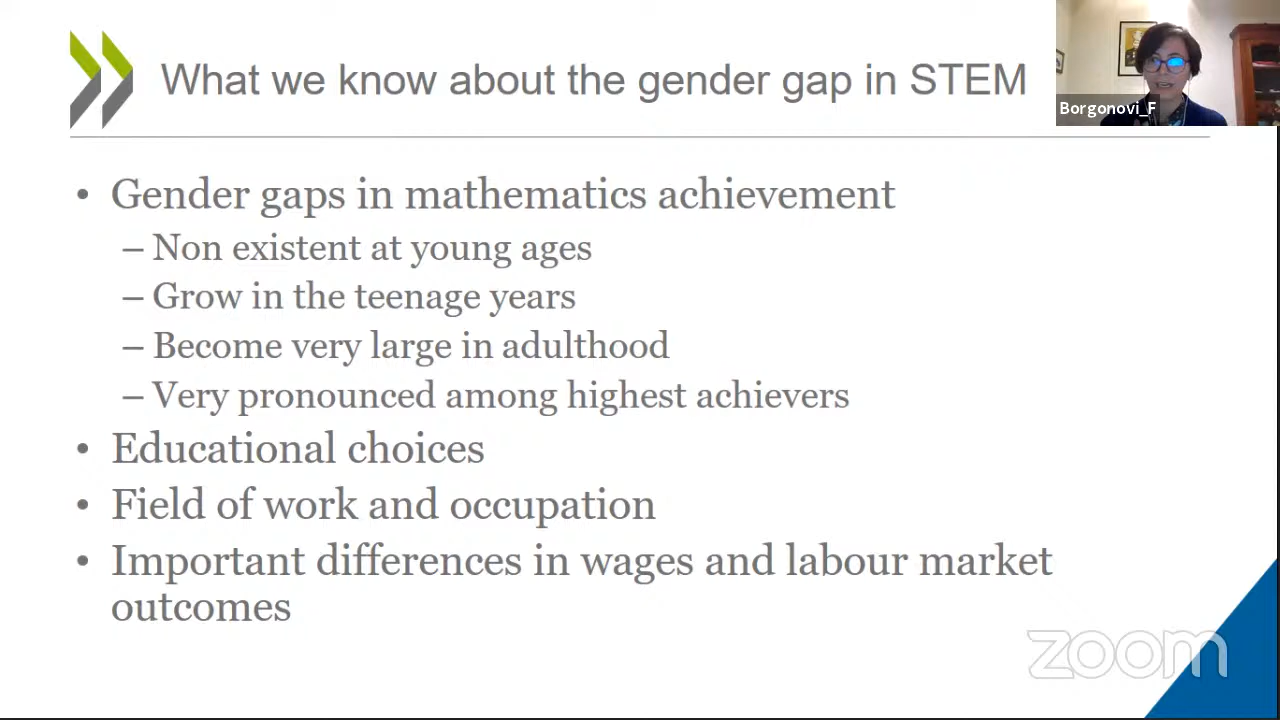 What we know about the gender gap in STEM
Borgonovi_F
• Gender gaps in mathematics achievement
– Non existent at young ages
– Grow in the teenage years
– Become very large in adulthood
– Very pronounced among highest achievers
• Educational choices
• Field of work and occupation
• Important differences in wages and labour market
outcomes
zoom